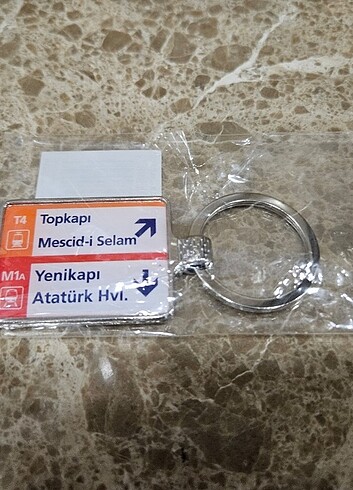 T4 Topkapı
Mescid-i Selam
M1A Yenikapı
Atatürk Hvl.